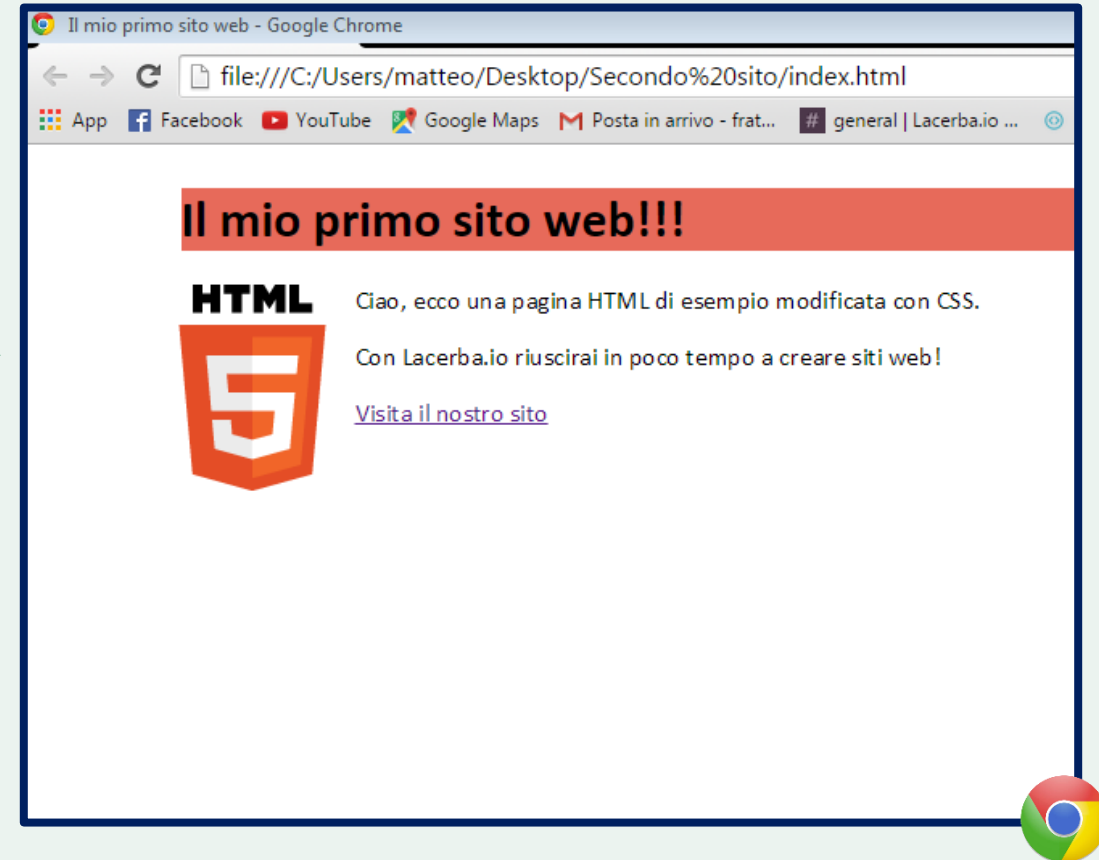 Il mio primo sito web - Google Chrome
file:///C:/Users/matteo/Desktop/Secondo%20sito/index.html
App Facebook YouTube Google Maps Posta in arrivo - frat... # general | Lacerba.io ...
Il mio primo sito web!!!
HTML
5
Ciao, ecco una pagina HTML di esempio modificata con CSS.
Con Lacerba.io riuscirai in poco tempo a creare siti web!
Visita il nostro sito